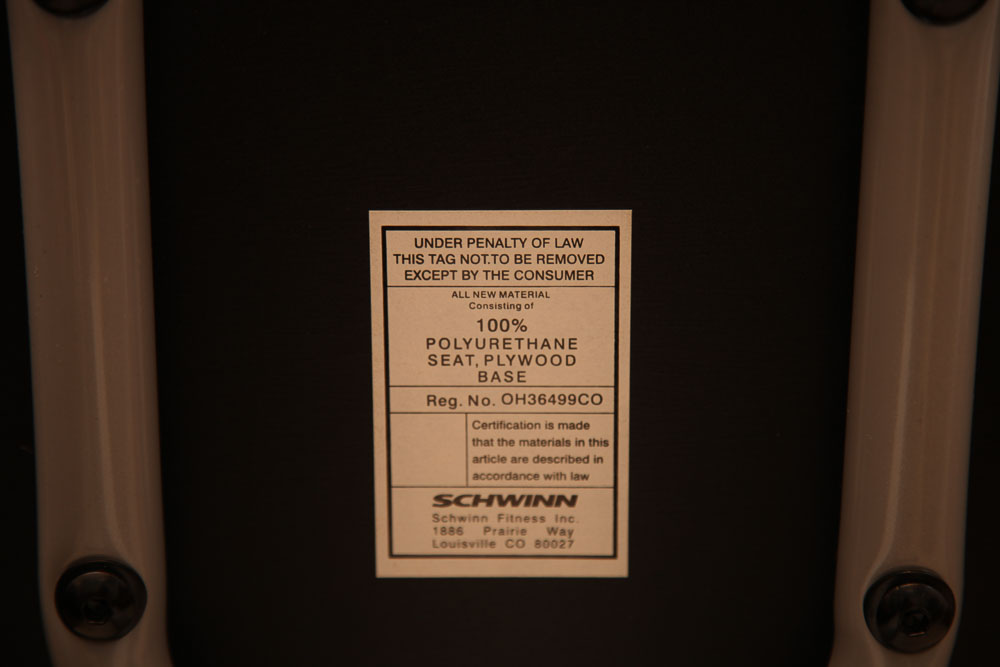 UNDER PENALTY OF LAW
THIS TAG NOT.TO BE REMOVED
EXCEPT BY THE CONSUMER
ALL NEW MATERIAL
Consisting of
100%
POLYURETHANE
SEAT, PLYWOOD
BASE
Reg. No. OH36499CO
Certification is made
that the materials in this
article are described in
accordance with law
SCHWINN
Schwinn Fitness Inc.
1886 Prairie Way
Louisville CO 80027